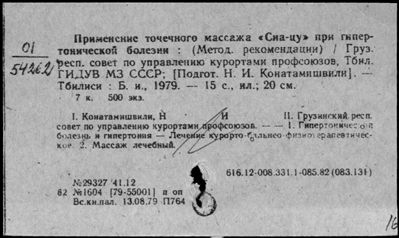 Применение точечного массажа «Сиа-цу» при гипер-
01
тонической болезни : (Метод. рекомендации) / Груз.
респ. совет по управлению курортами профсоюзов, Тбил.
54262
ГИДУВ МЗ СССР; [Подгот. Н. И. Конатамишвили]. —
Тбилиси : Б. и., 1979. — 15 с., ил.; 20 см.
7 к. 500 экз.
I. Конатамишвили, Н И II. Грузинский респ.
совет по управлению курортами профсоюзов. — — 1. Гипертоническая
болезнь и гипертония — Лечение курорто-бальнео-физиотерапевтическое.
2. Массаж лечебный.
616.12-008.331.1-085.82 (083.131)
№29327 41.12
82 №1604 [79-55001] п оп
Вс.кн.пал. 13.08.79 П764